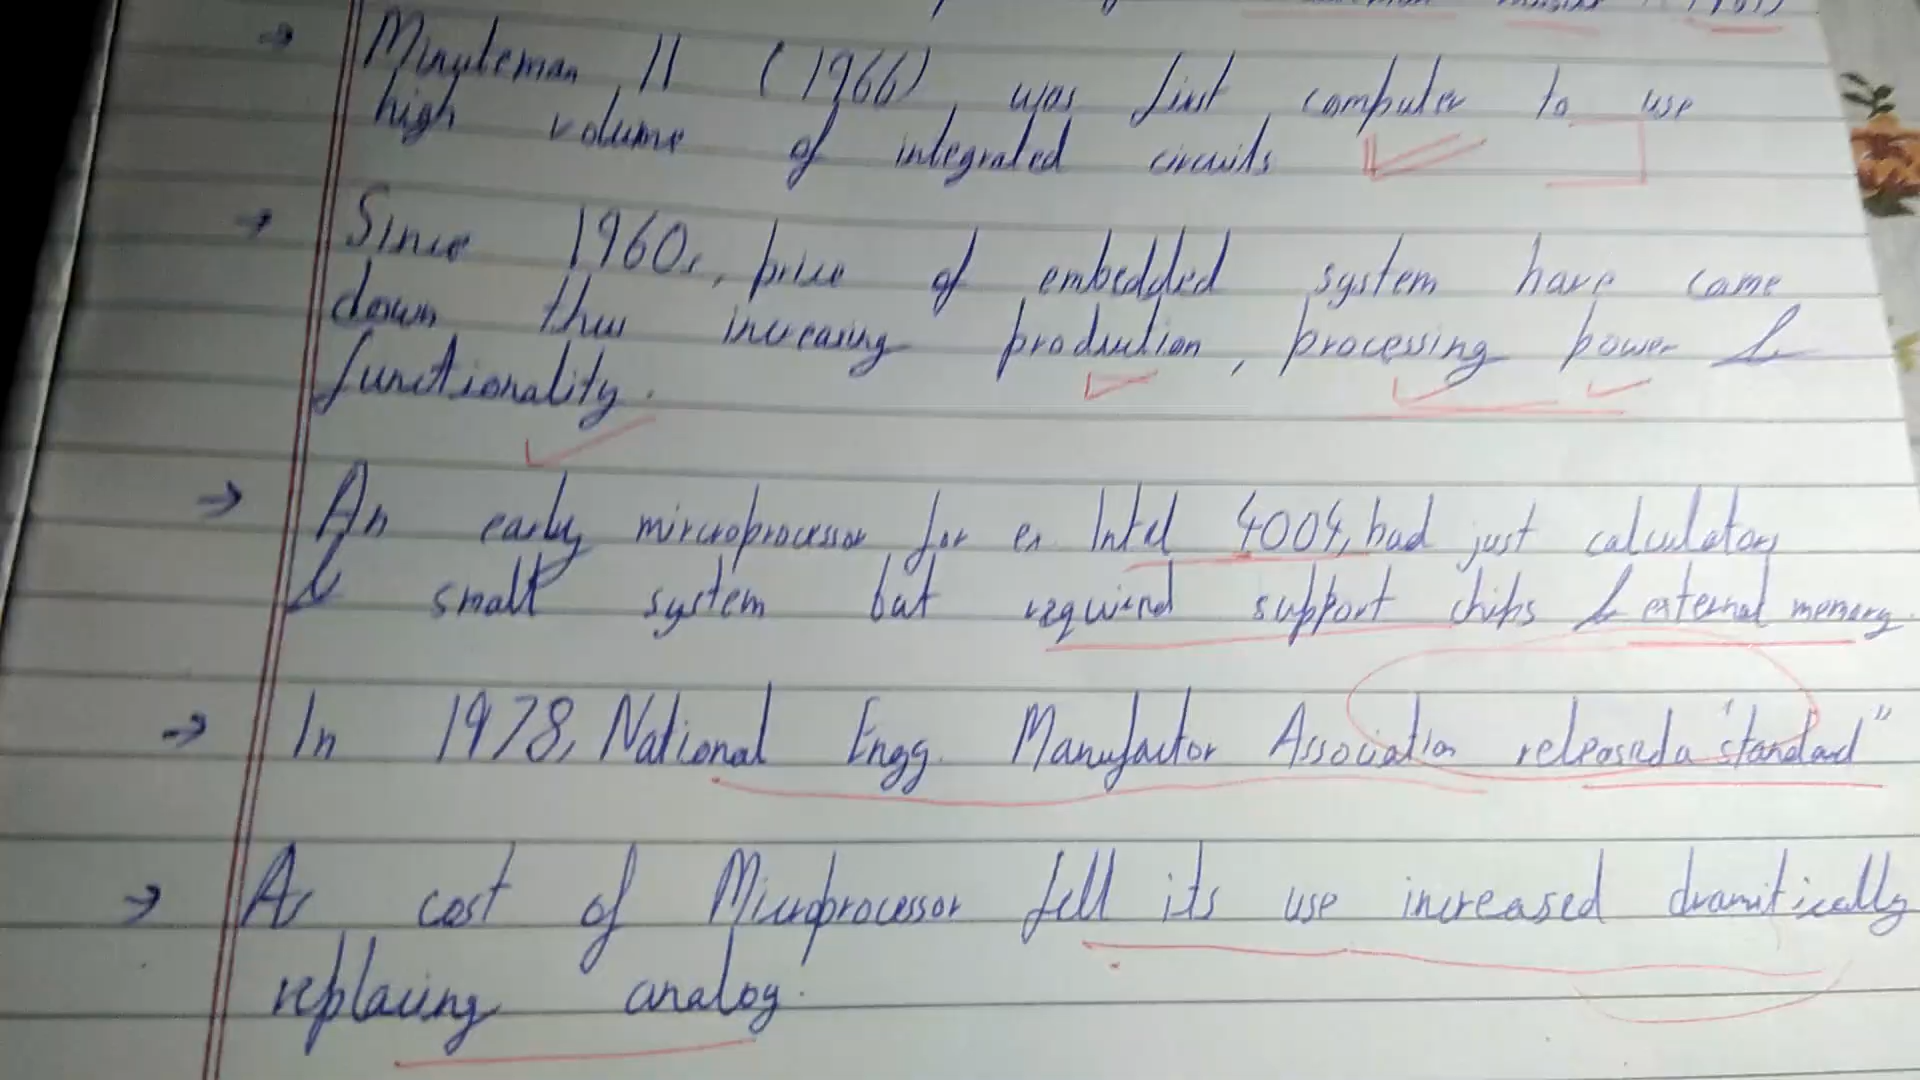 → Minuteman II (1966), was first computer to use
high volume of integrated circuits
→ Since 1960s, price of embedded system have came
down thus increasing production, processing power &
functionality.
→ An early mircroprocessor for ex Intel 4004, had just calculators
& small system but required support chips & external memory.
→ In 1978, National Engg. Manufactor Association released a "standard"
→ As cost of Microprocessor fell its use increased dramitically
replacing analog.